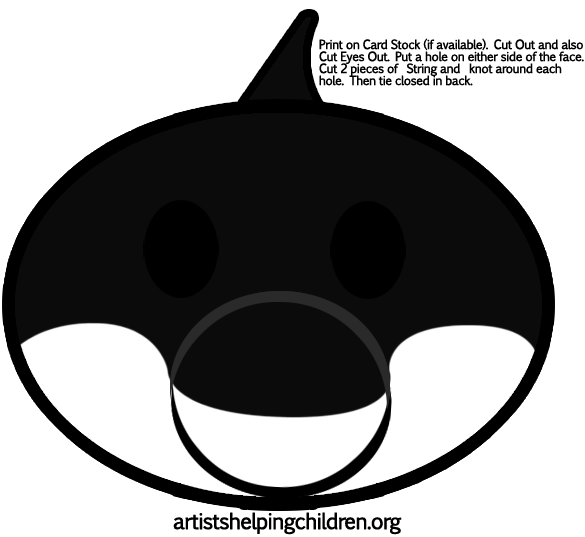 Print on Card Stock (if available). Cut Out and also
Cut Eyes Out. Put a hole on either side of the face.
Cut 2 pieces of String and knot around each
hole. Then tie closed in back.
artistshelpingchildren.org